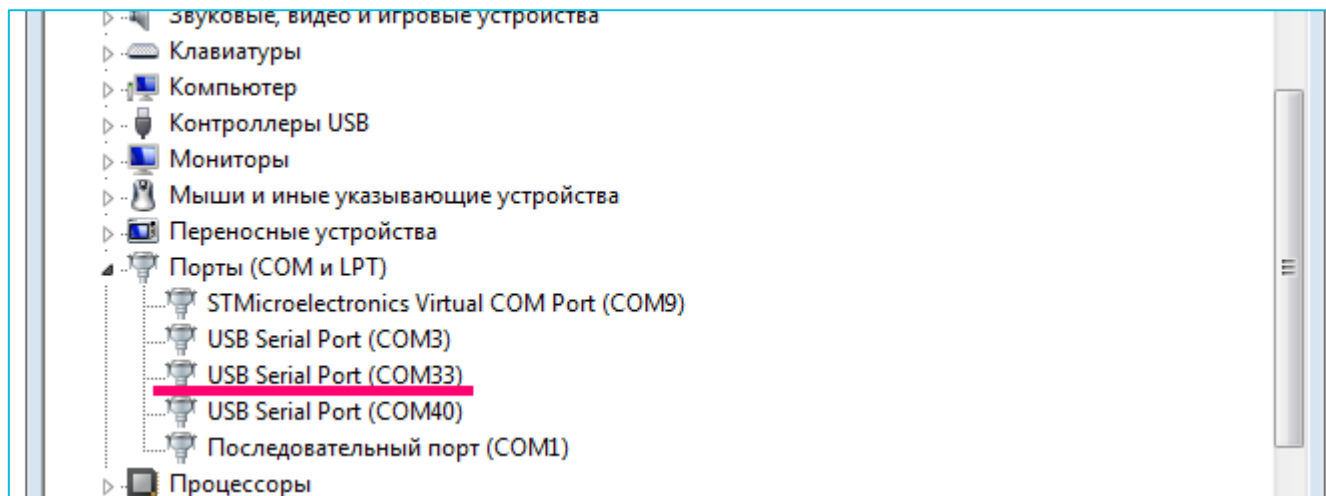 Звуковые, видео и игровые устройства
Клавиатуры
Компьютер
Контроллеры USB
Мониторы
Мыши и иные указывающие устройства
Переносные устройства
Порты (COM и LPT)
STMicroelectronics Virtual COM Port (COM9)
USB Serial Port (COM3)
USB Serial Port (COM33)
USB Serial Port (COM40)
Последовательный порт (COM1)
Процессоры